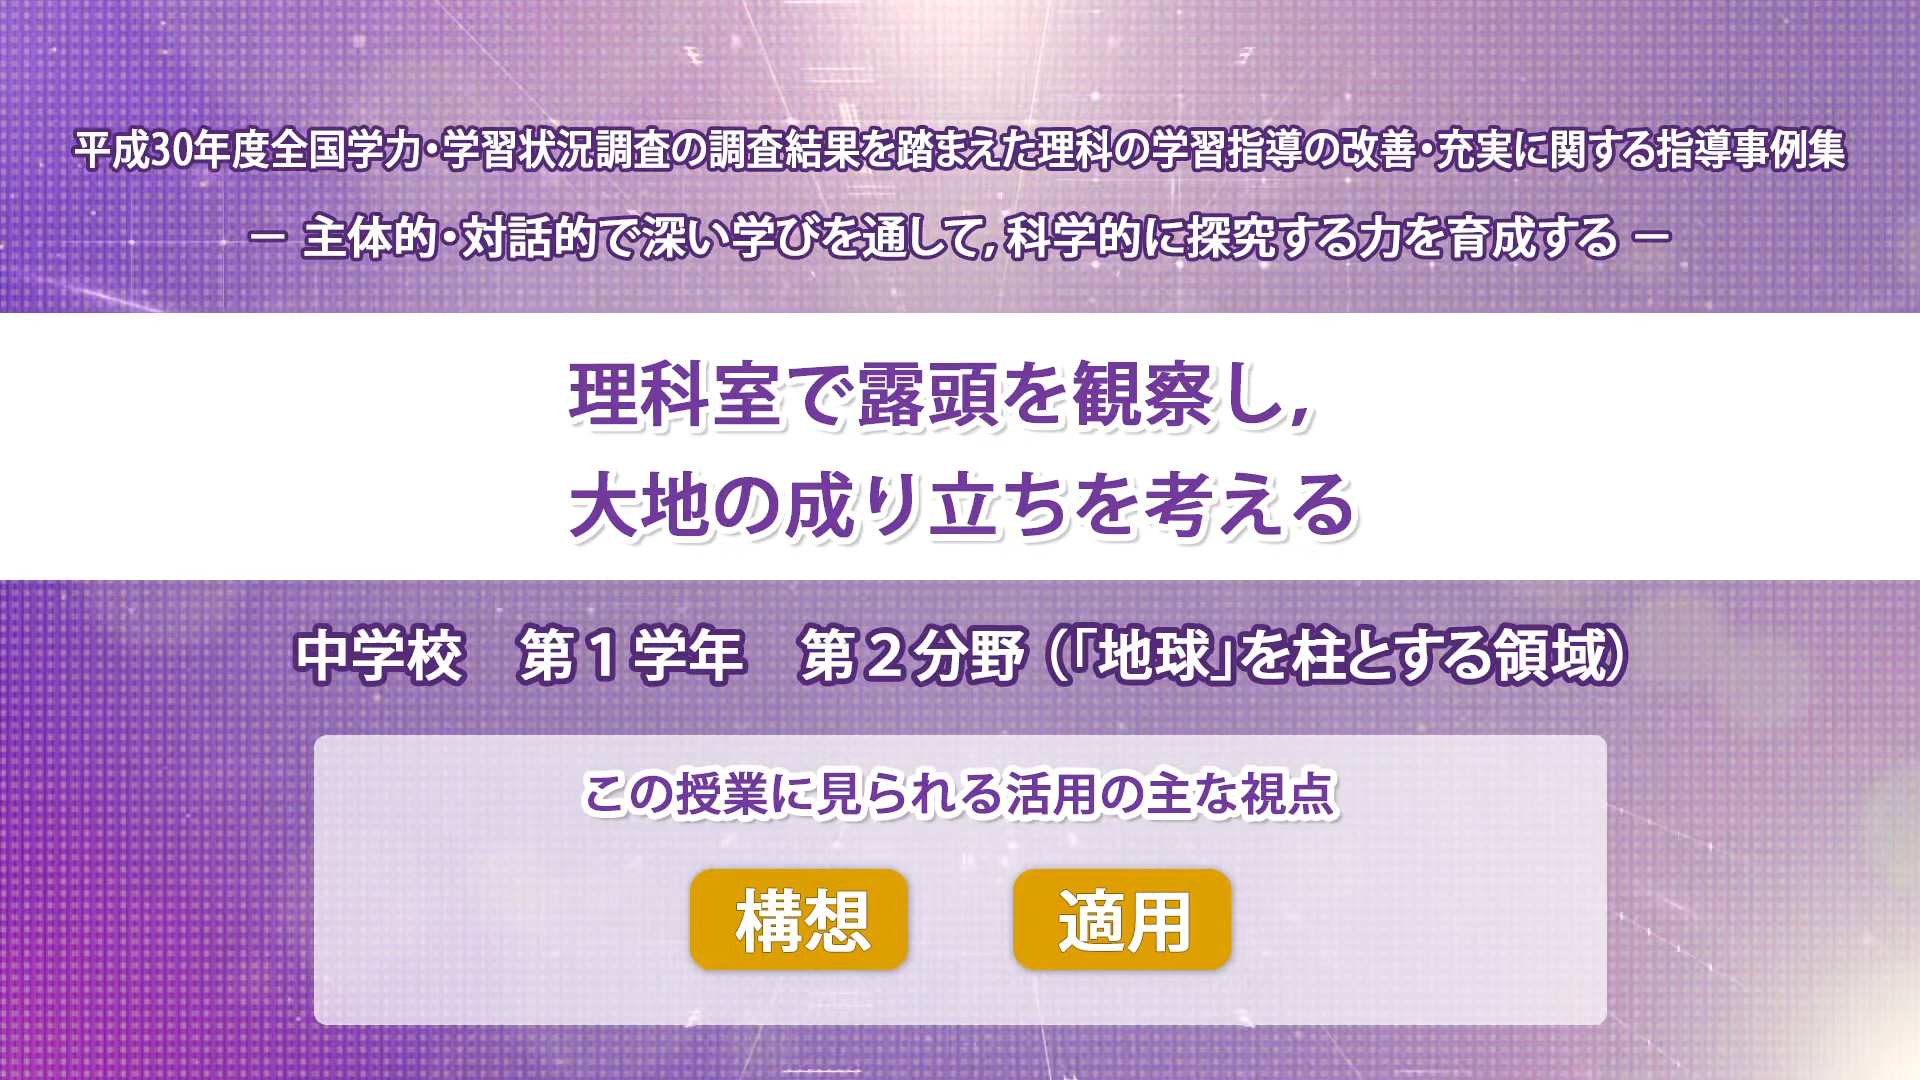 平成30年度全国学力・学習状況調査の調査結果を踏まえた理科の学習指導の改善・充実に関する指導事例集
－ 主体的・対話的で深い学びを通して, 科学的に探究する力を育成する －
理科室で露頭を観察し,
大地の成り立ちを考える
中学校　第１学年　第２分野（「地球」を柱とする領域）
この授業に見られる活用の主な視点
構想　適用